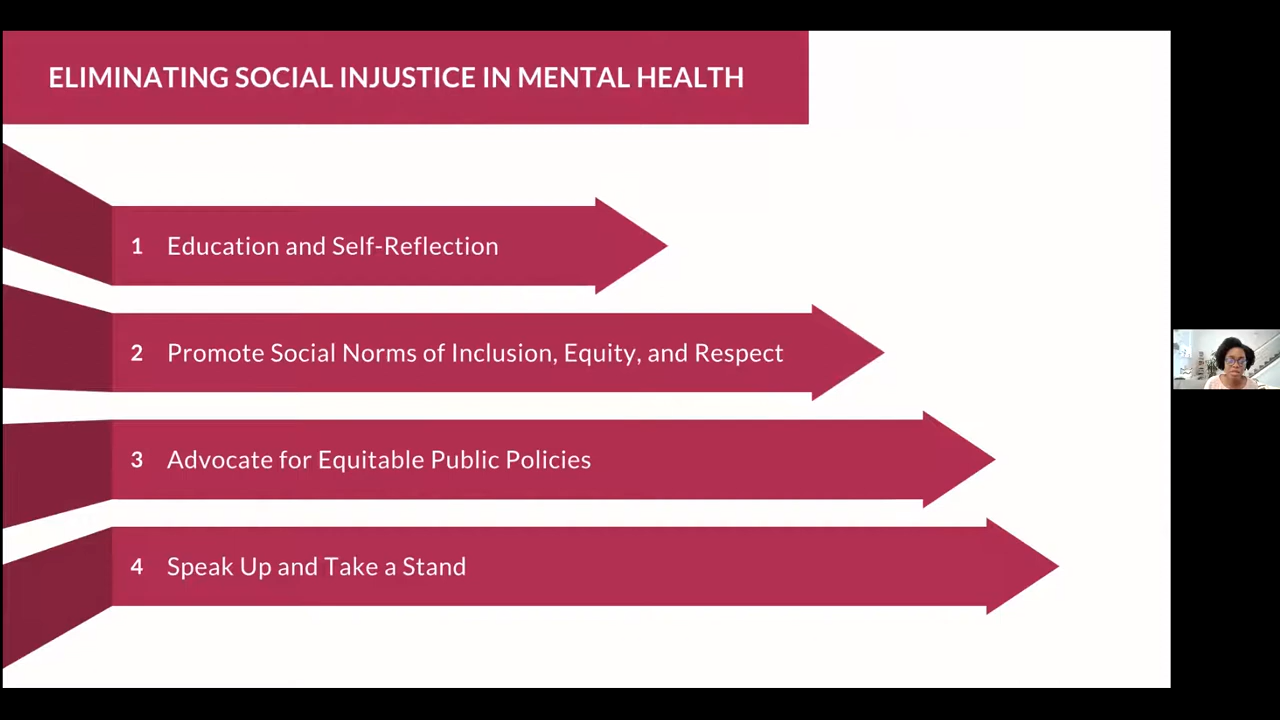 ELIMINATING SOCIAL INJUSTICE IN MENTAL HEALTH
1 Education and Self-Reflection
2 Promote Social Norms of Inclusion, Equity, and Respect
3 Advocate for Equitable Public Policies
4 Speak Up and Take a Stand